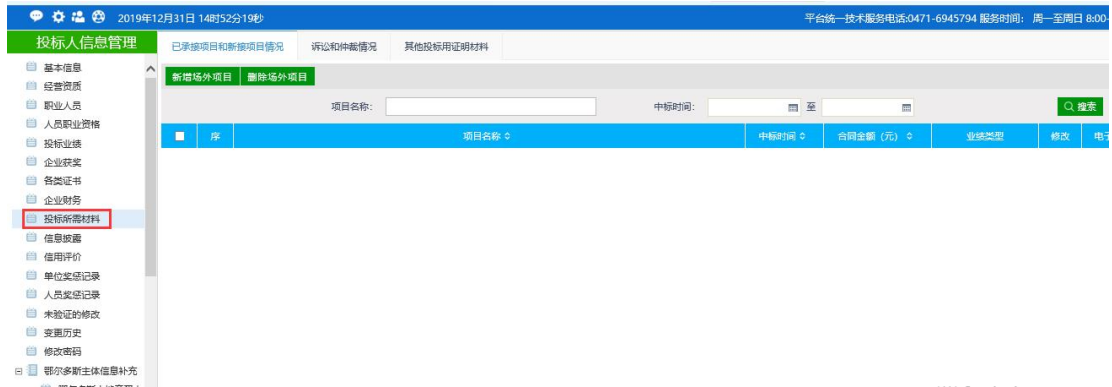 2019年12月31日 14时52分19秒
平台统一技术服务电话:0471-6945794 服务时间: 周一至周日 8:00-
投标人信息管理
已承接项目和新接项目情况 诉讼和仲裁情况 其他投标用证明材料
基本信息
新增场外项目 删除场外项目
经营资质
职业人员
项目名称: 中标时间: 至 搜索
人员职业资格
序 项目名称 中标时间 合同金额（元） 业绩类型 修改 电子
投标业绩
企业获奖
各类证书
企业财务
投标所需材料
信息披露
信用评价
单位奖惩记录
人员奖惩记录
未验证的修改
变更历史
修改密码
鄂尔多斯主体信息补充